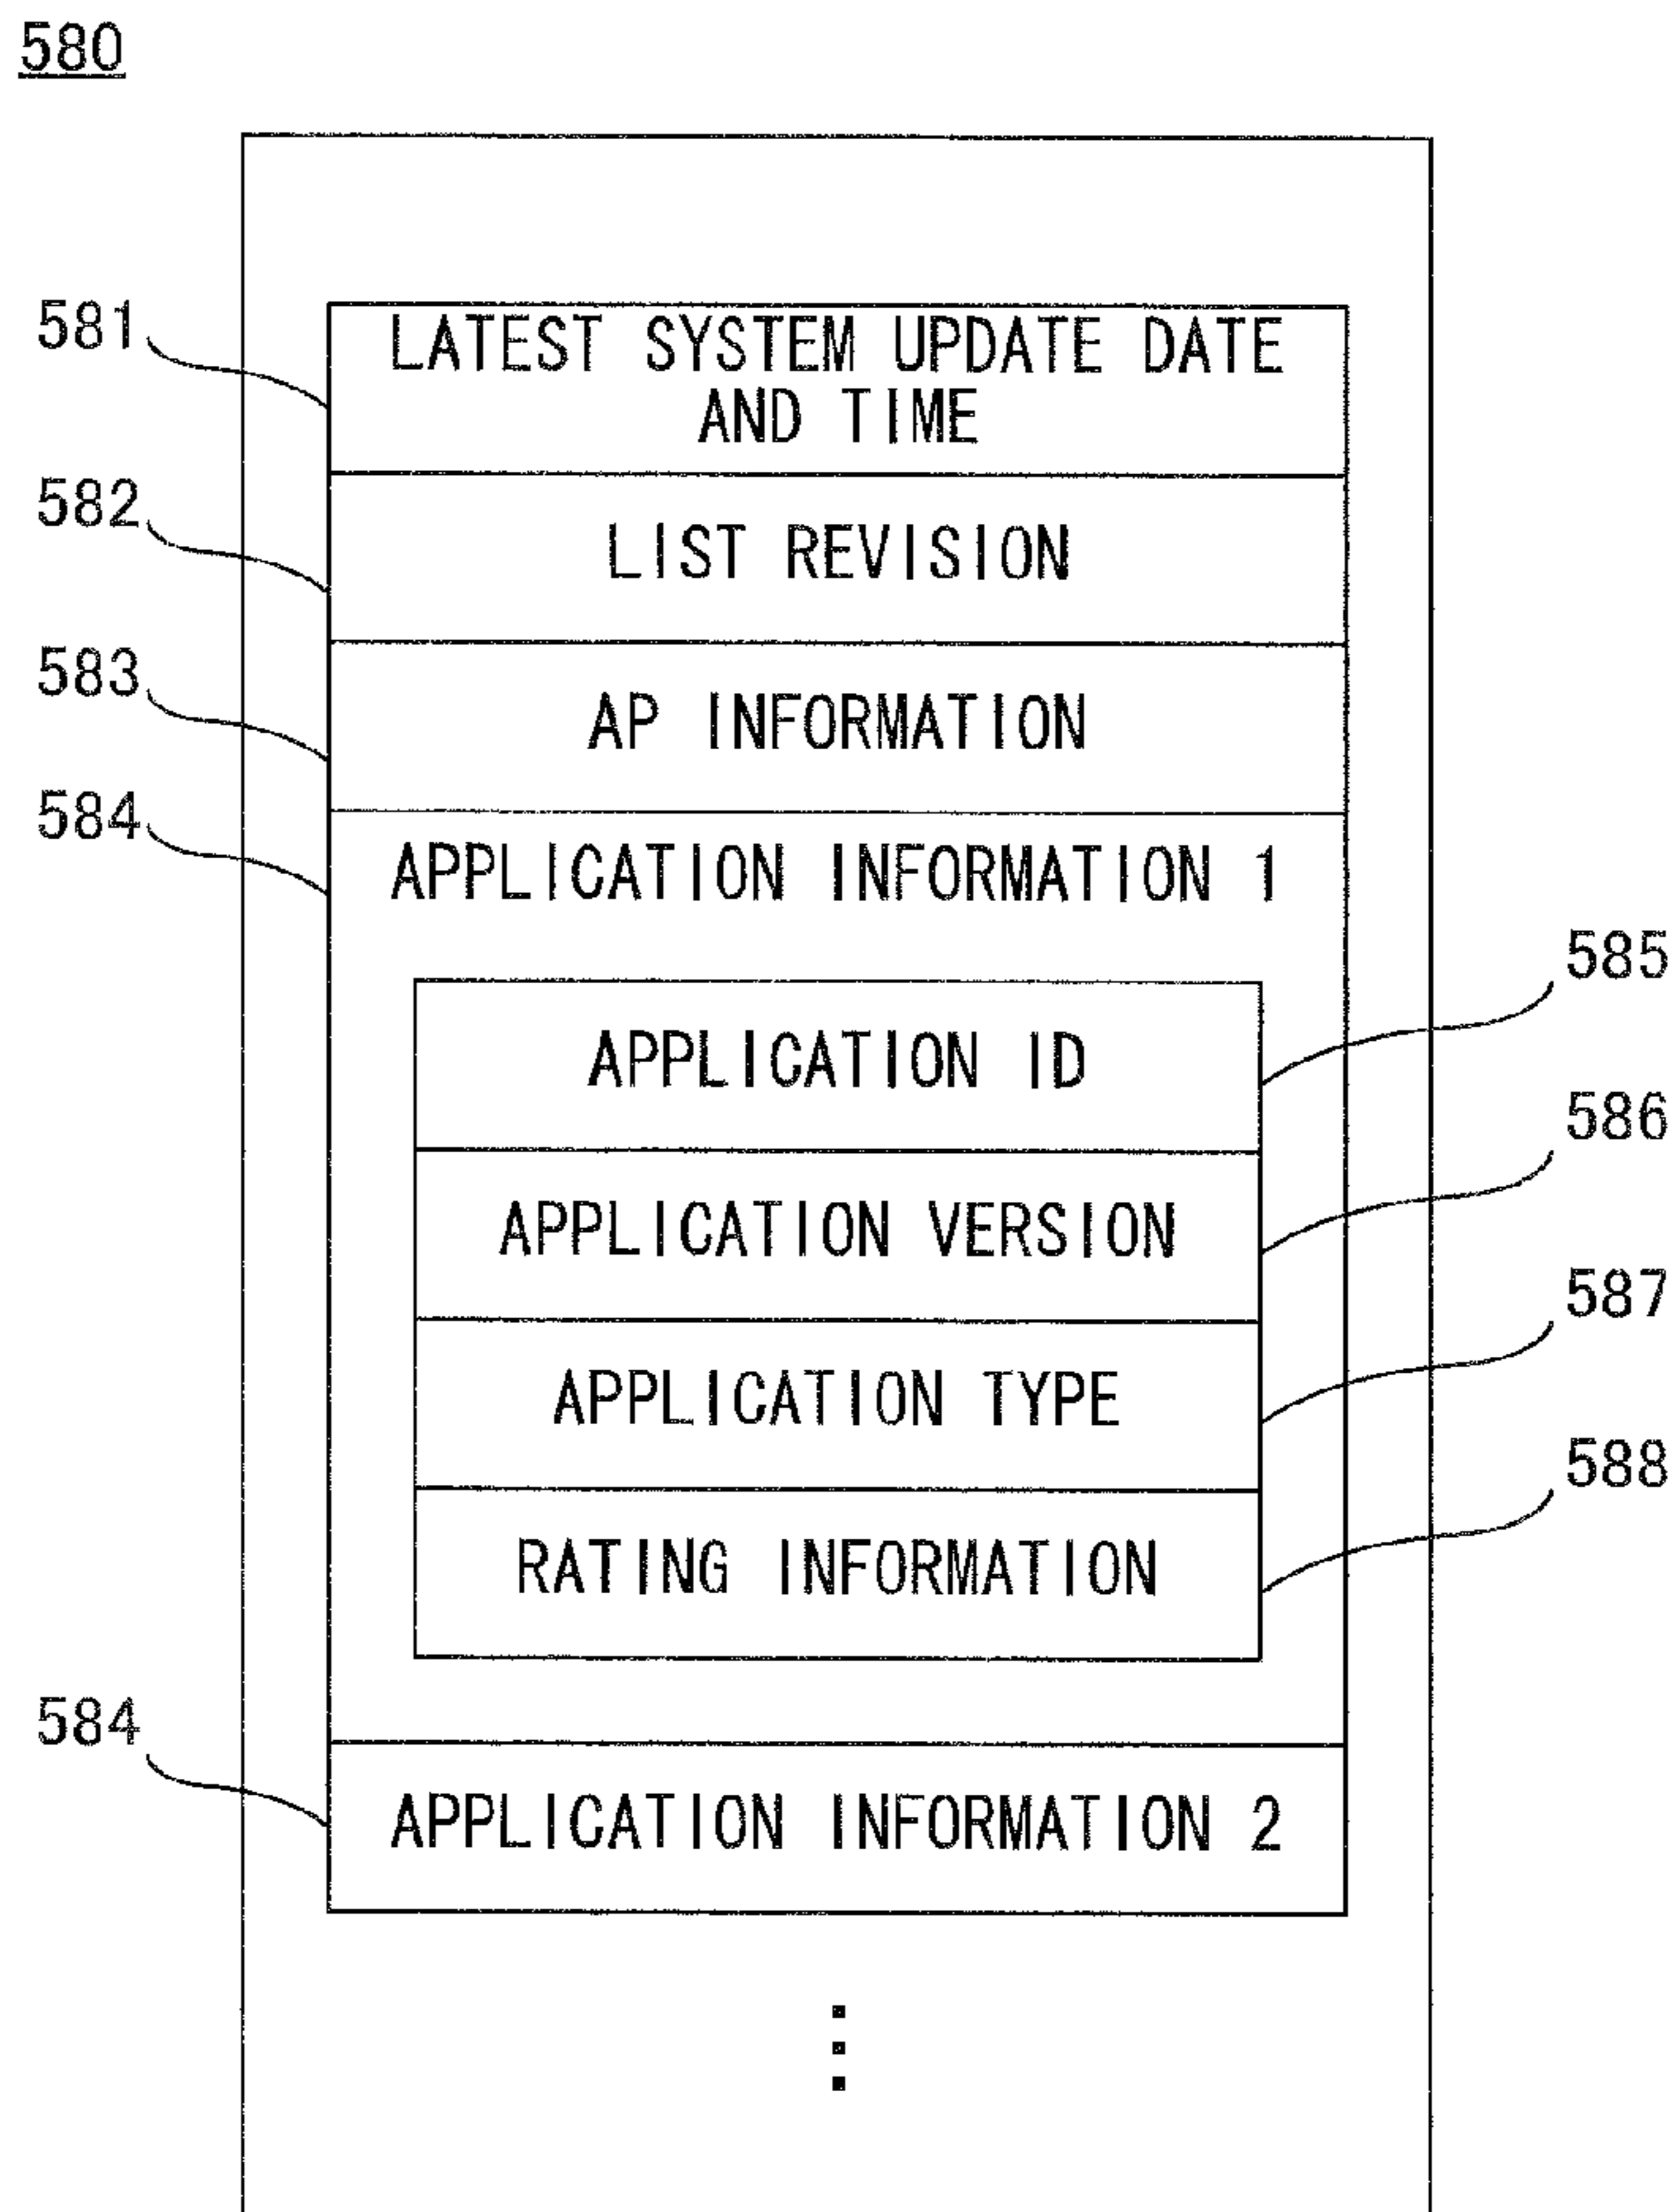 580
581
LATEST SYSTEM UPDATE DATE
AND TIME
582
LIST REVISION
583
AP INFORMATION
584
APPLICATION INFORMATION 1
585
APPLICATION ID
586
APPLICATION VERSION
587
APPLICATION TYPE
588
RATING INFORMATION
584
APPLICATION INFORMATION 2